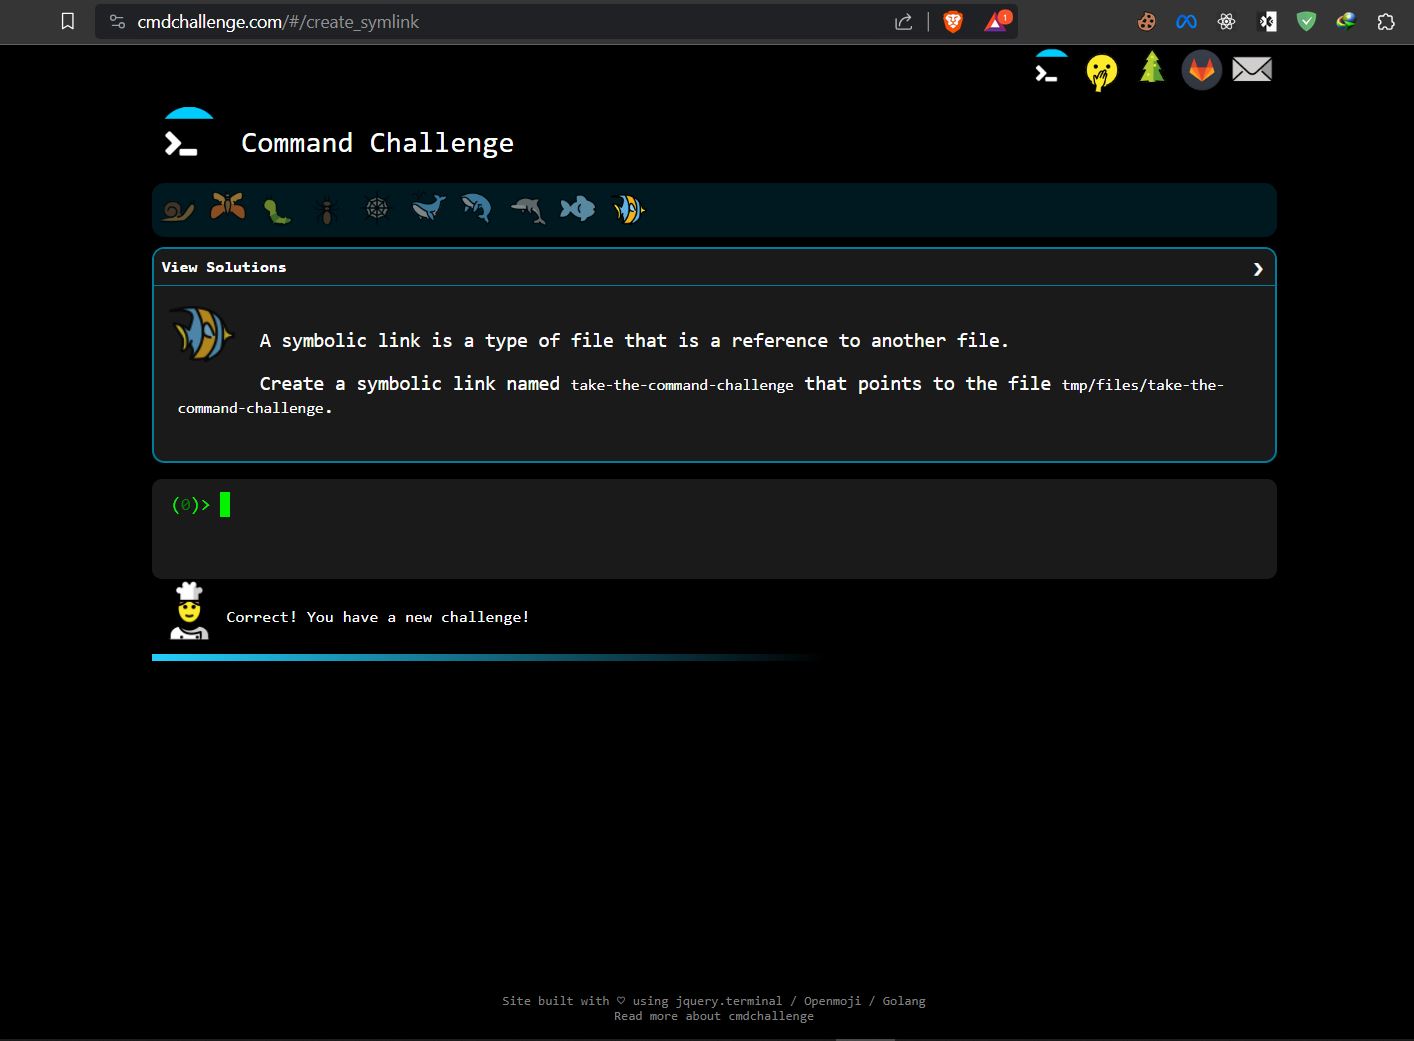 cmdchallenge.com/#/create_symlink
1
Command Challenge
View Solutions
A symbolic link is a type of file that is a reference to another file.
Create a symbolic link named take-the-command-challenge that points to the file tmp/files/take-the-
command-challenge.
(0)>
Correct! You have a new challenge!
Site built with ♡ using jquery.terminal / Openmoji / Golang
Read more about cmdchallenge